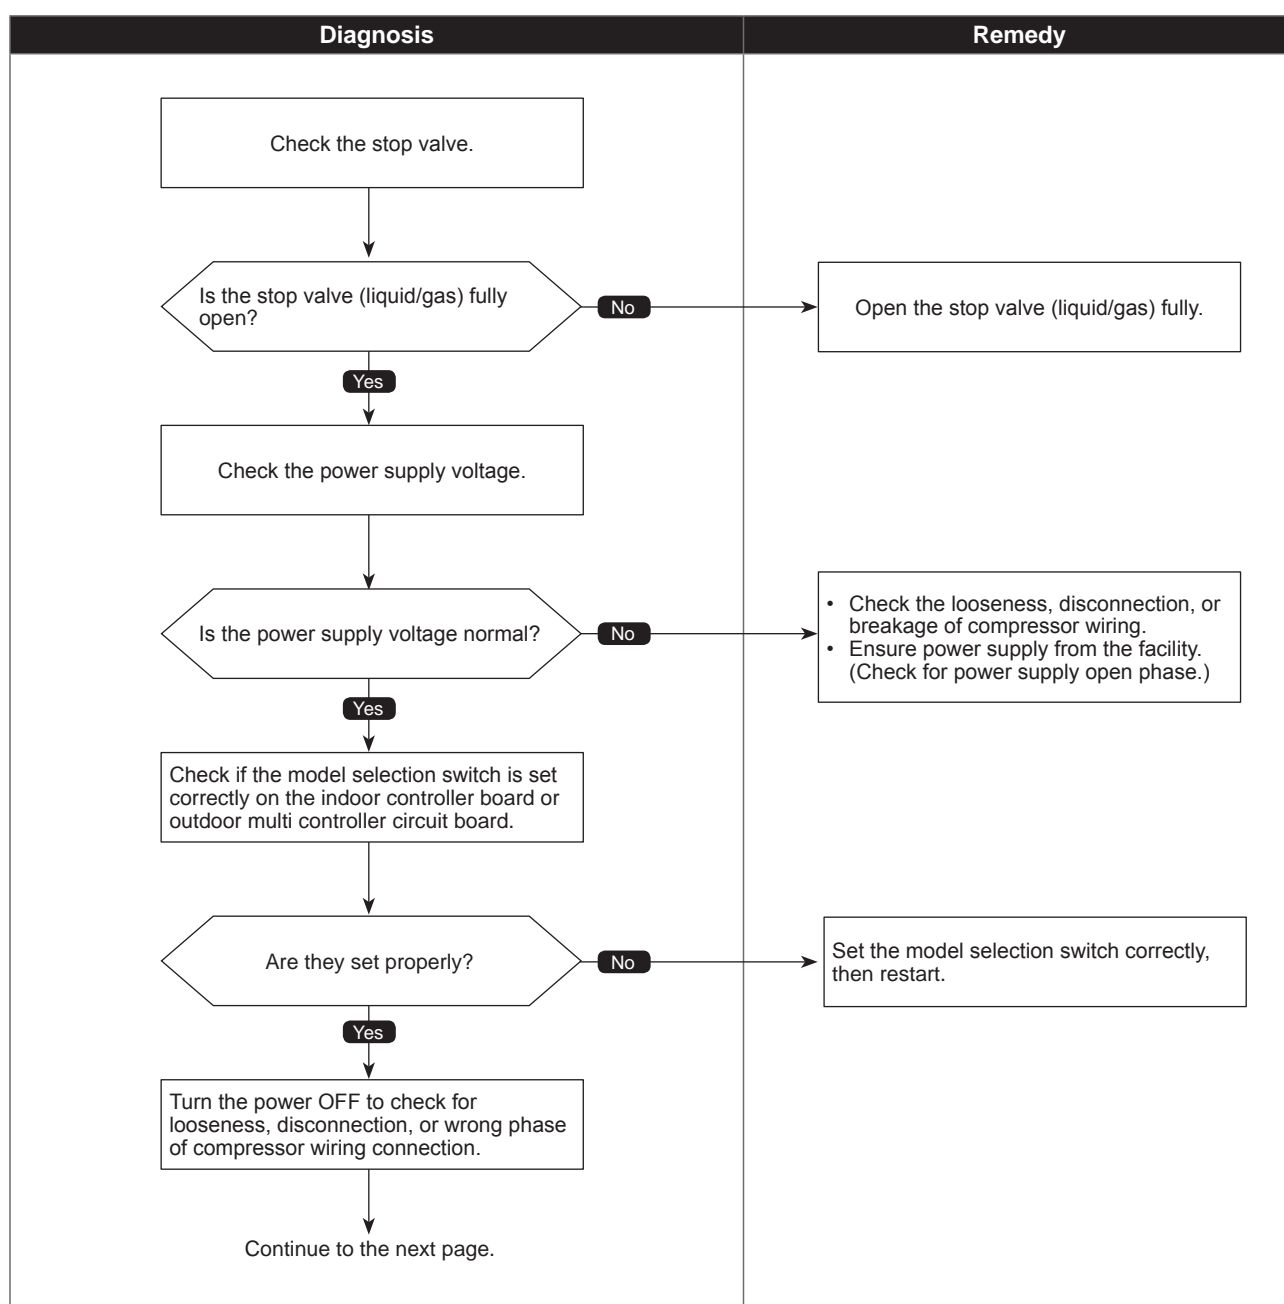 Diagnosis
Remedy
Check the stop valve.
Is the stop valve (liquid/gas) fully
open?
No
Open the stop valve (liquid/gas) fully.
Yes
Check the power supply voltage.
Is the power supply voltage normal?
No
• Check the looseness, disconnection, or
breakage of compressor wiring.
• Ensure power supply from the facility.
(Check for power supply open phase.)
Yes
Check if the model selection switch is set
correctly on the indoor controller board or
outdoor multi controller circuit board.
Are they set properly?
No
Set the model selection switch correctly,
then restart.
Yes
Turn the power OFF to check for
looseness, disconnection, or wrong phase
of compressor wiring connection.
Continue to the next page.